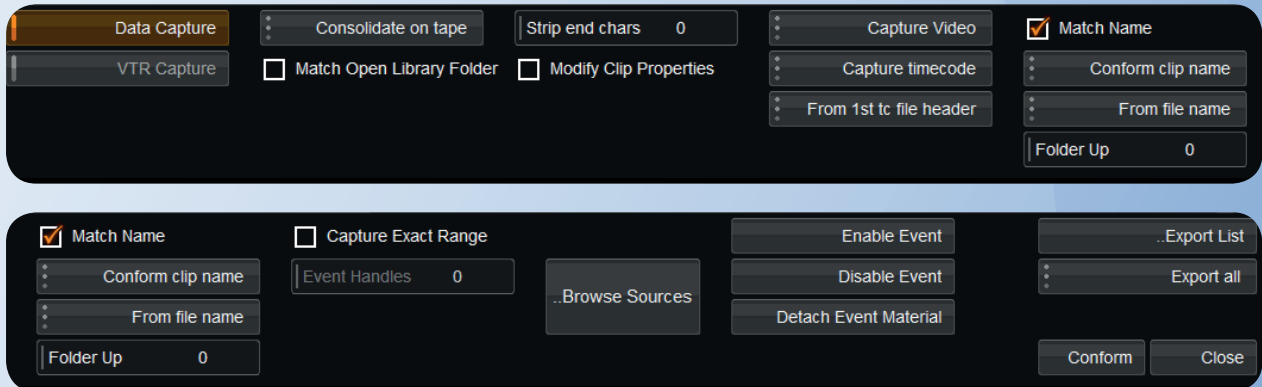 Data Capture
Consolidate on tape
Strip end chars 0
Capture Video
Match Name
VTR Capture
Match Open Library Folder
Modify Clip Properties
Capture timecode
Conform clip name
From 1st tc file header
From file name
Folder Up 0
Match Name
Capture Exact Range
Enable Event
..Export List
Conform clip name
Event Handles 0
..Browse Sources
Disable Event
Export all
From file name
Detach Event Material
Folder Up 0
Conform
Close